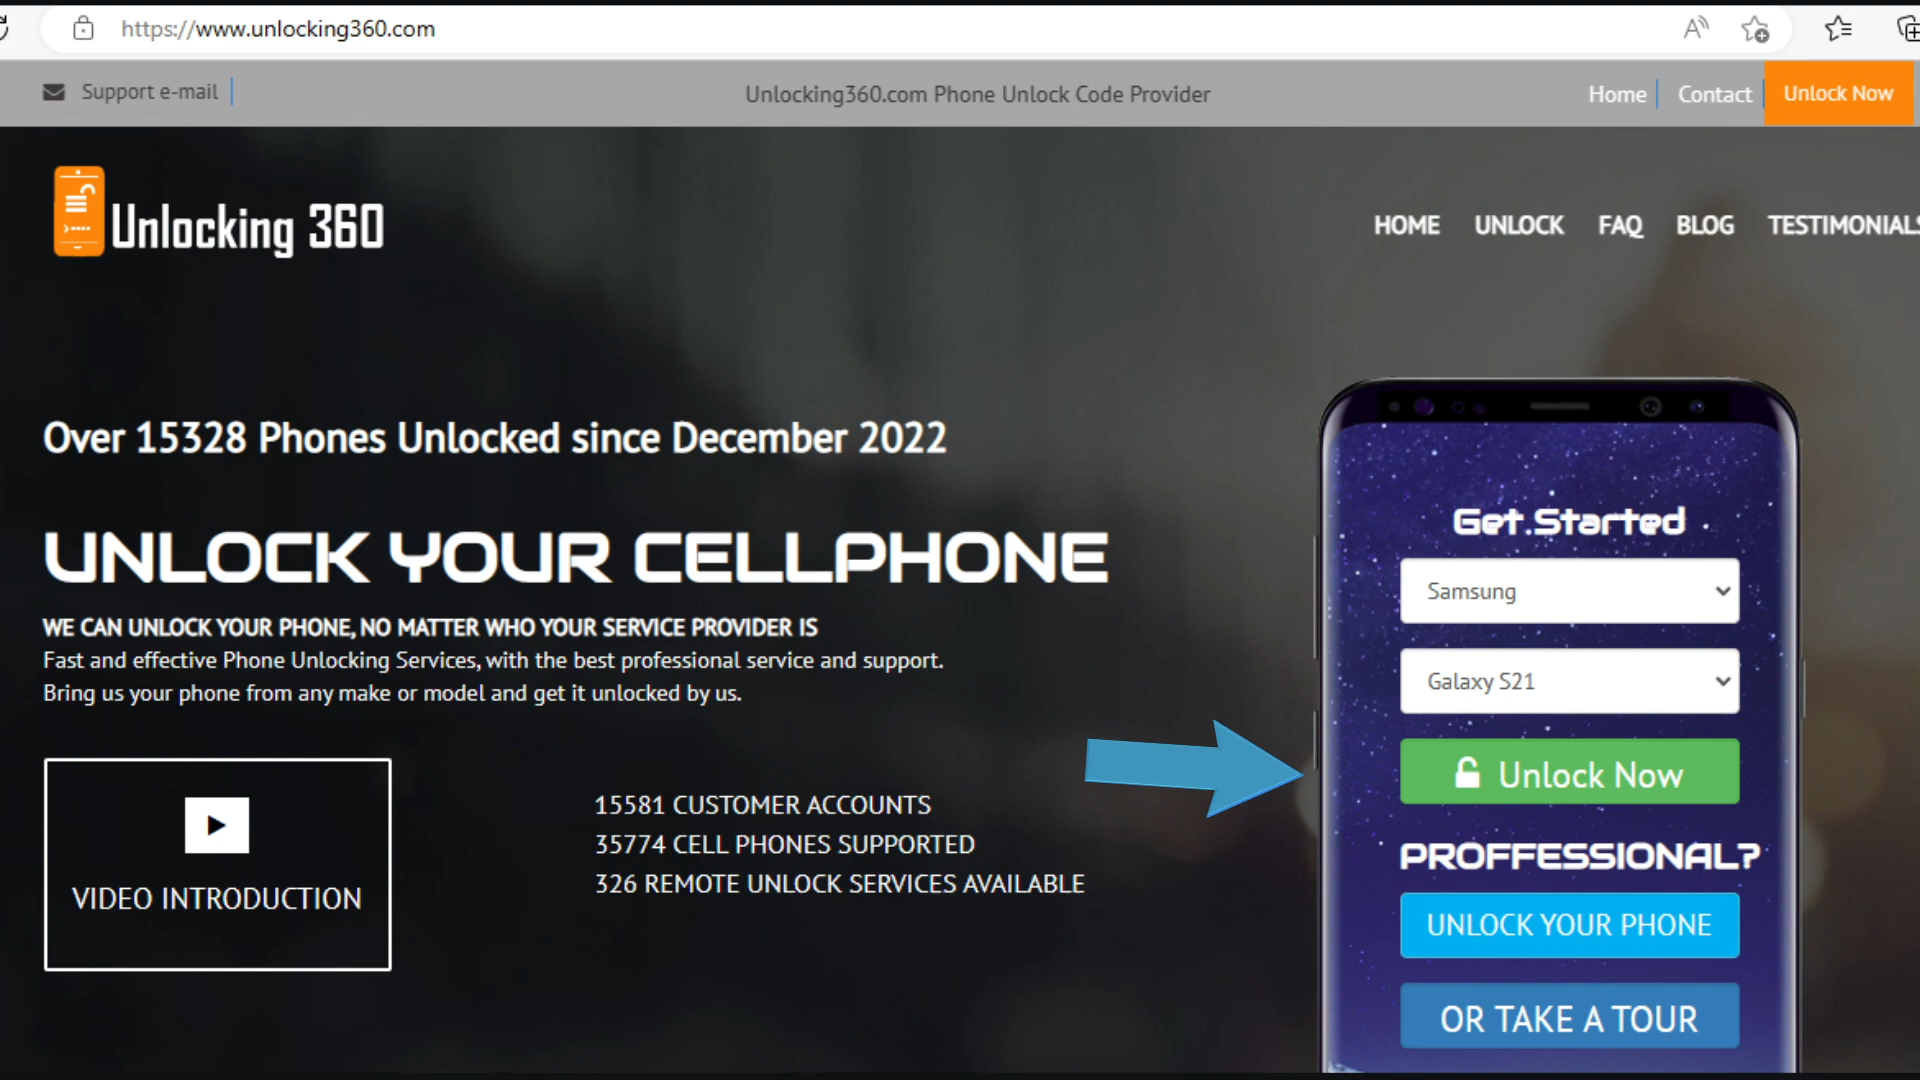 https://www.unlocking360.com
Support e-mail
Unlocking360.com Phone Unlock Code Provider
Home
Contact
Unlock Now
Unlocking 360
HOME
UNLOCK
FAQ
BLOG
TESTIMONIALS
Over 15328 Phones Unlocked since December 2022
UNLOCK YOUR CELLPHONE
WE CAN UNLOCK YOUR PHONE, NO MATTER WHO YOUR SERVICE PROVIDER IS
Fast and effective Phone Unlocking Services, with the best professional service and support.
Bring us your phone from any make or model and get it unlocked by us.
VIDEO INTRODUCTION
15581 CUSTOMER ACCOUNTS
35774 CELL PHONES SUPPORTED
326 REMOTE UNLOCK SERVICES AVAILABLE
Get Started
Samsung
Galaxy S21
Unlock Now
PROFFESSIONAL?
UNLOCK YOUR PHONE
OR TAKE A TOUR